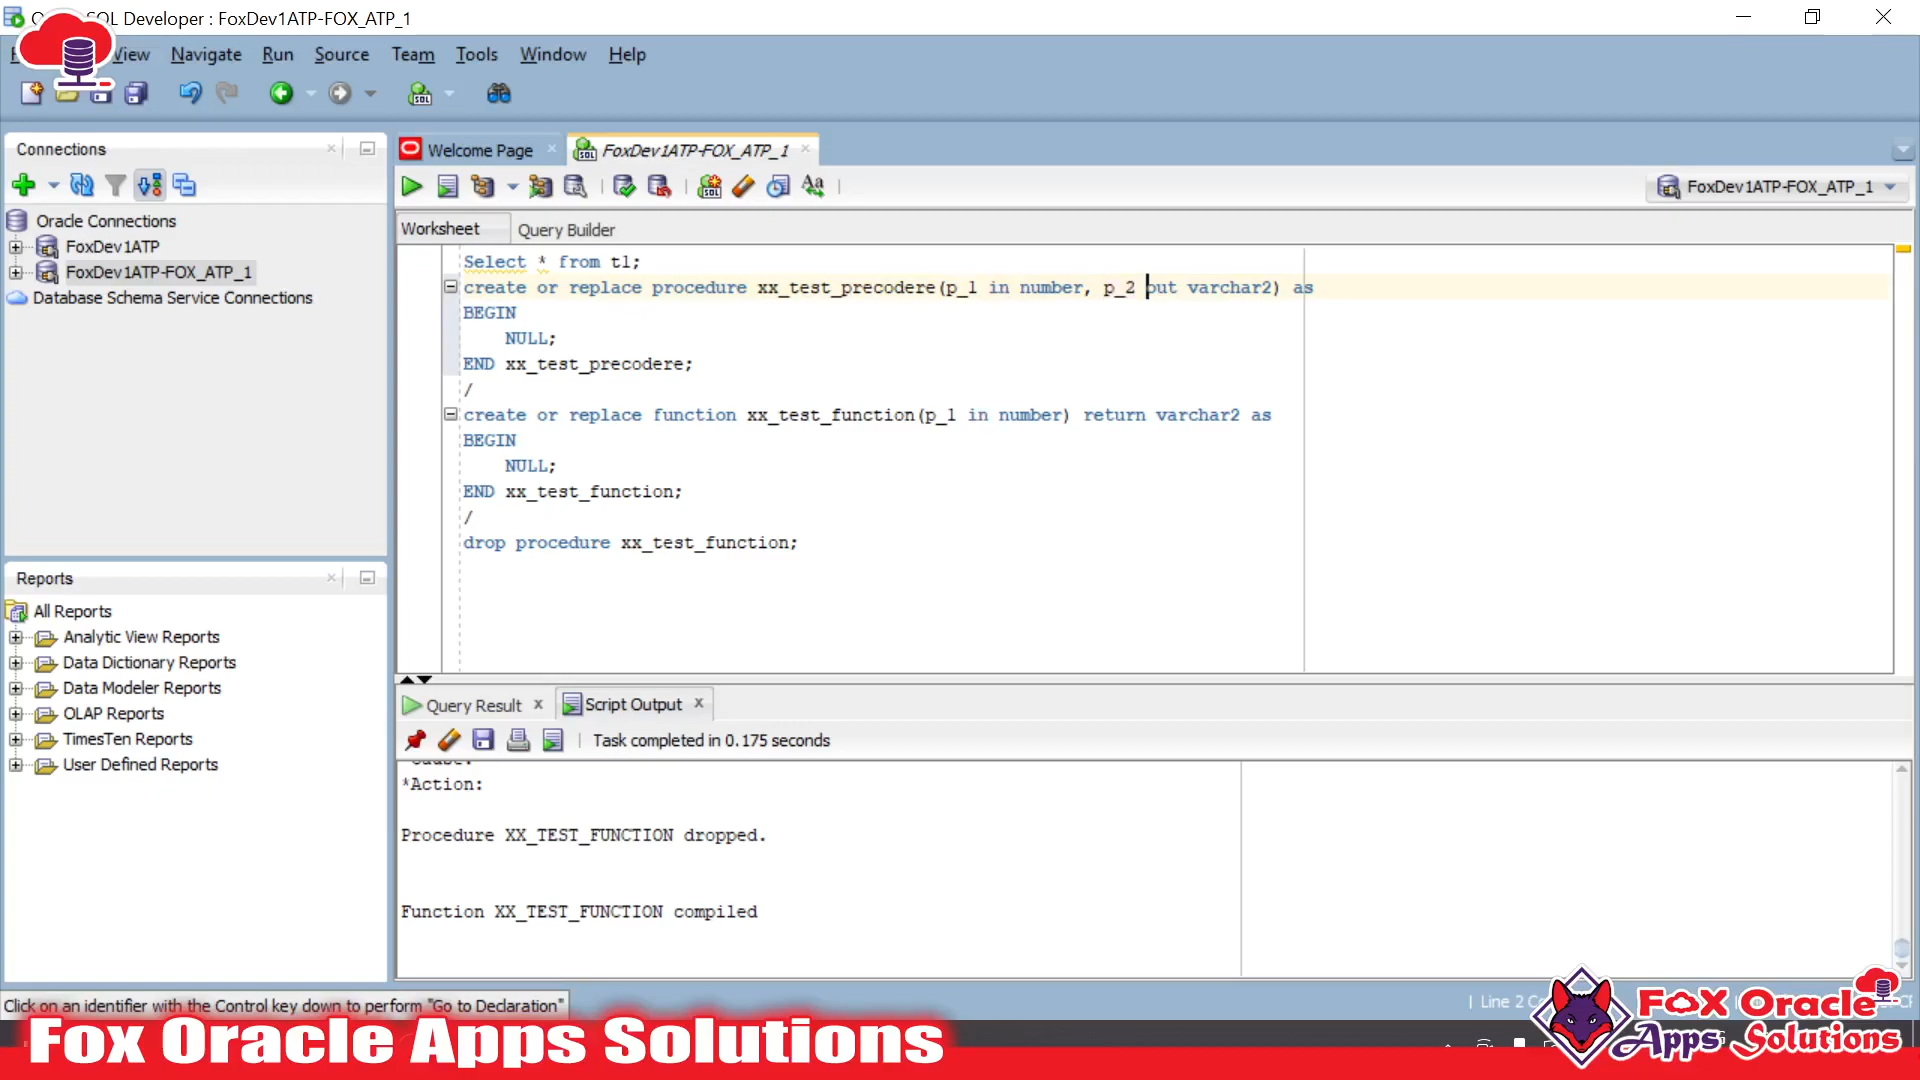 SQL Developer : FoxDev1ATP-FOX_ATP_1
View Navigate Run Source Team Tools Window Help
Connections
Oracle Connections
FoxDev1ATP
FoxDev1ATP-FOX_ATP_1
Database Schema Service Connections
Welcome Page
FoxDev1ATP-FOX_ATP_1
FoxDev1ATP-FOX_ATP_1
Worksheet
Query Builder
Select * from t1;
create or replace procedure xx_test_precodere(p_1 in number, p_2 out varchar2) as
BEGIN
NULL;
END xx_test_precodere;
/
create or replace function xx_test_function(p_1 in number) return varchar2 as
BEGIN
NULL;
END xx_test_function;
/
drop procedure xx_test_function;
Reports
All Reports
Analytic View Reports
Data Dictionary Reports
Data Modeler Reports
OLAP Reports
TimesTen Reports
User Defined Reports
Query Result
Script Output
Task completed in 0.175 seconds
*Action:
Procedure XX_TEST_FUNCTION dropped.
Function XX_TEST_FUNCTION compiled
Click on an identifier with the Control key down to perform "Go to Declaration"
Line 2
Fox Oracle Apps Solutions
Fox Oracle
Apps Solutions